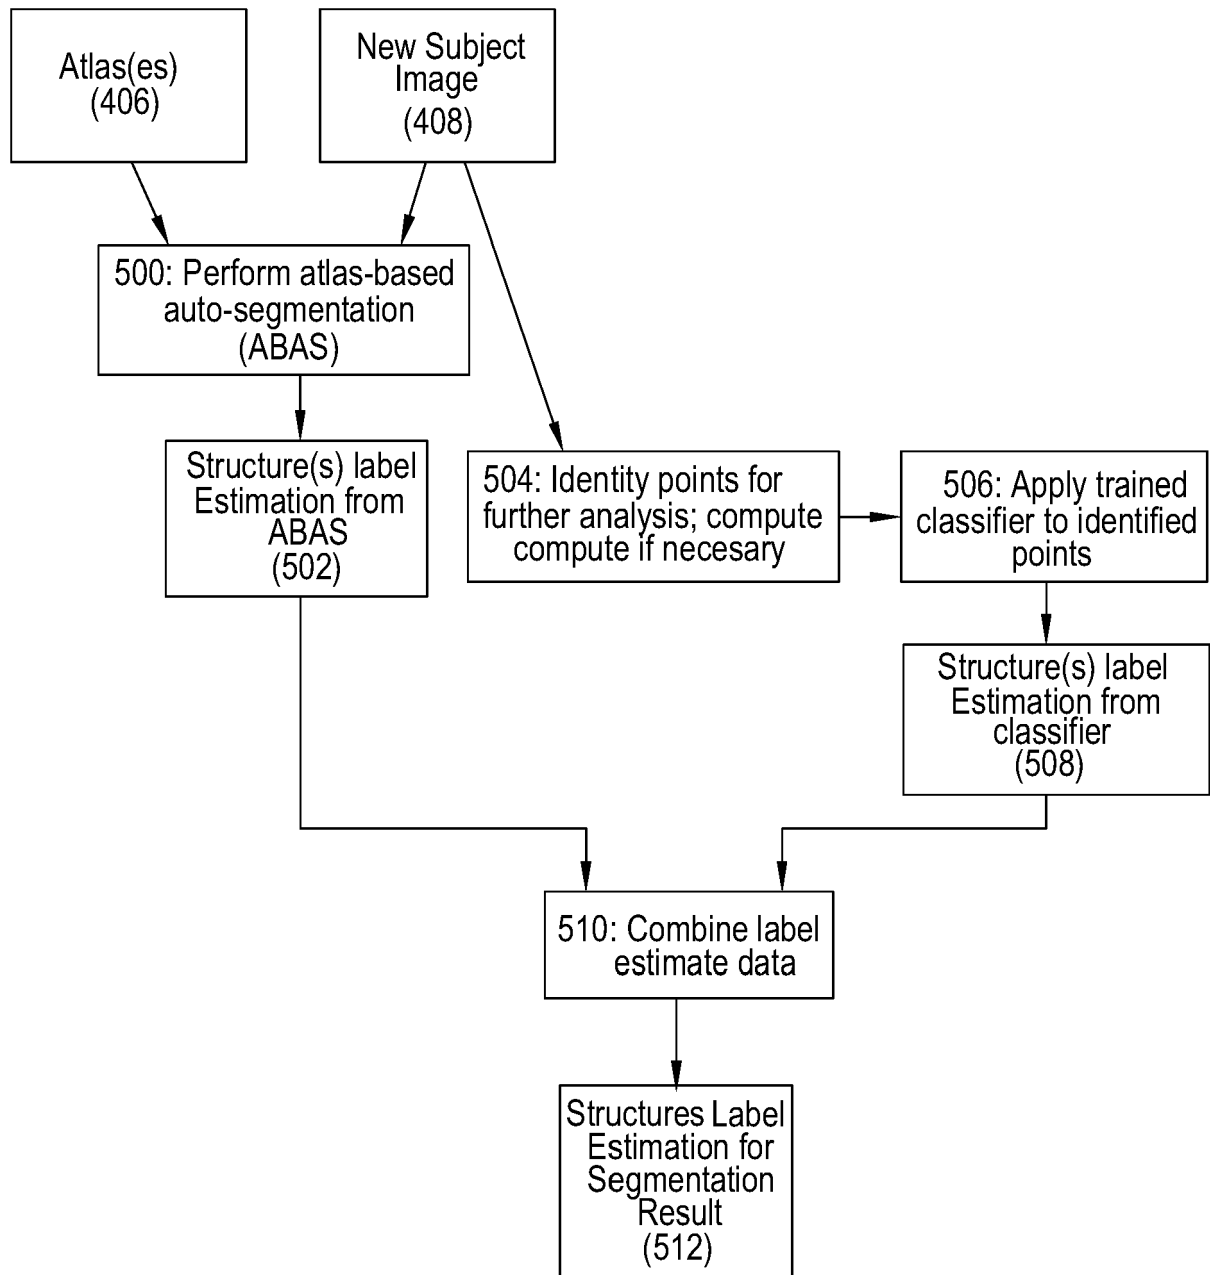 Atlas(es)
(406)
New Subject
Image
(408)
500: Perform atlas-based
auto-segmentation
(ABAS)
Structure(s) label
Estimation from
ABAS
(502)
504: Identity points for
further analysis; compute
compute if necesary
506: Apply trained
classifier to identified
points
Structure(s) label
Estimation from
classifier
(508)
510: Combine label
estimate data
Structures Label
Estimation for
Segmentation
Result
(512)